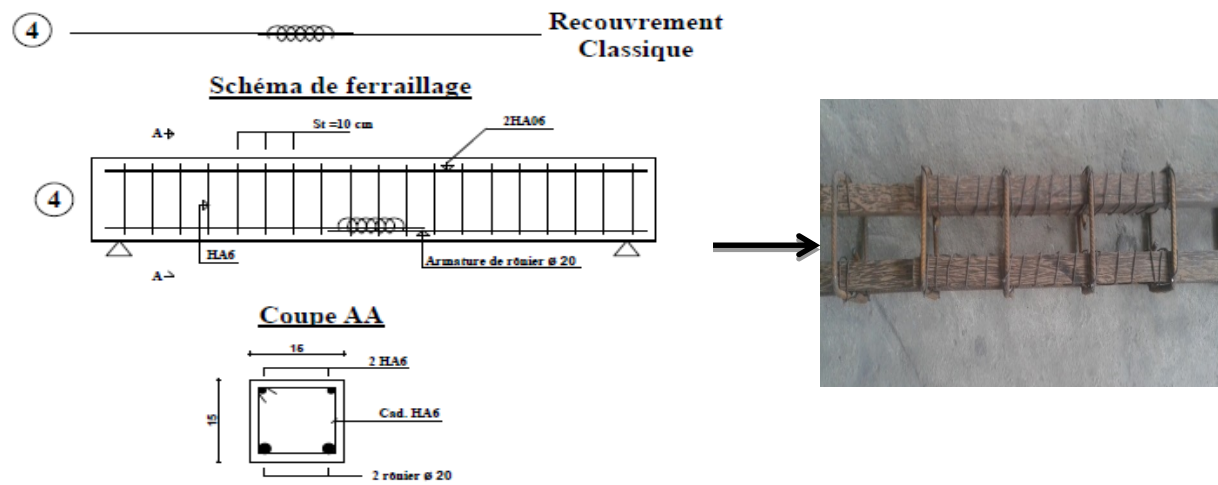 4
Recouvrement
Classique
Schéma de ferraillage
A
St =10 cm
2HA06
4
HA6
Armature de rônier ø 20
A
Coupe AA
15
2 HA6
15
Cad. HA6
2 rônier ø 20